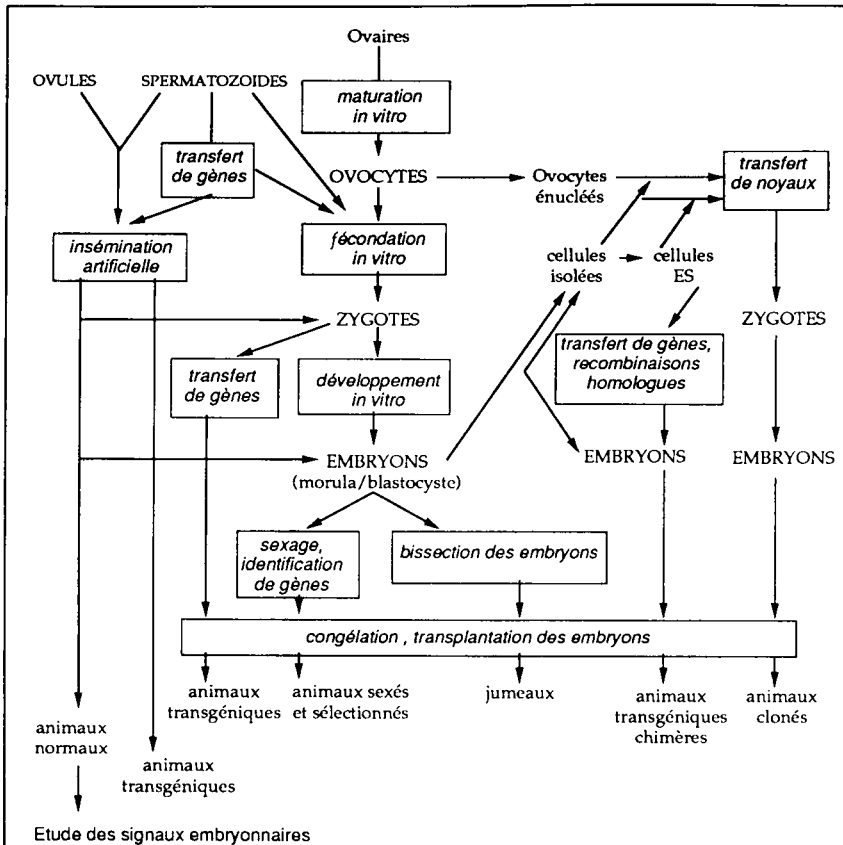 Ovaires
OVULES
SPERMATOZOIDES
maturation
in vitro
transfert
de gènes
OVOCYTES
Ovocytes
énucléés
transfert
de noyaux
insémination
artificielle
fécondation
in vitro
cellules
isolées
cellules
ES
ZYGOTES
ZYGOTES
transfert
de gènes
développement
in vitro
transfert de gènes,
recombinaisons
homologues
EMBRYONS
(morula/blastocyste)
EMBRYONS
EMBRYONS
sexage,
identification
de gènes
bissection des embryons
congélation , transplantation des embryons
animaux
transgéniques
animaux sexés
et sélectionnés
jumeaux
animaux
transgéniques
chimères
animaux
clonés
animaux
normaux
animaux
transgéniques
Etude des signaux embryonnaires